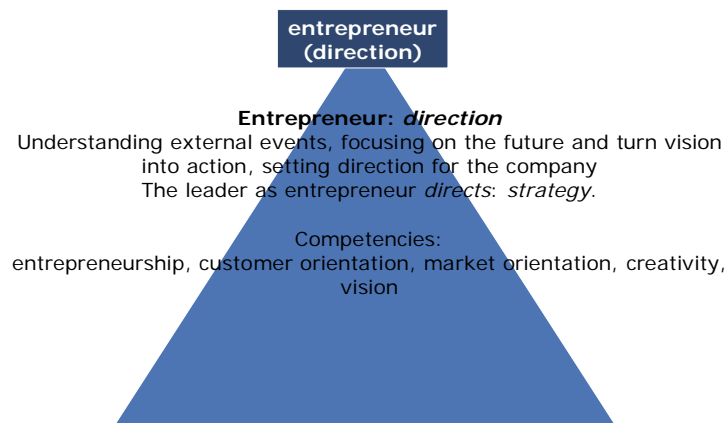 entrepreneur
(direction)
Entrepreneur: direction
Understanding external events, focusing on the future and turn vision
into action, setting direction for the company
The leader as entrepreneur directs: strategy.
Competencies:
entrepreneurship, customer orientation, market orientation, creativity,
vision